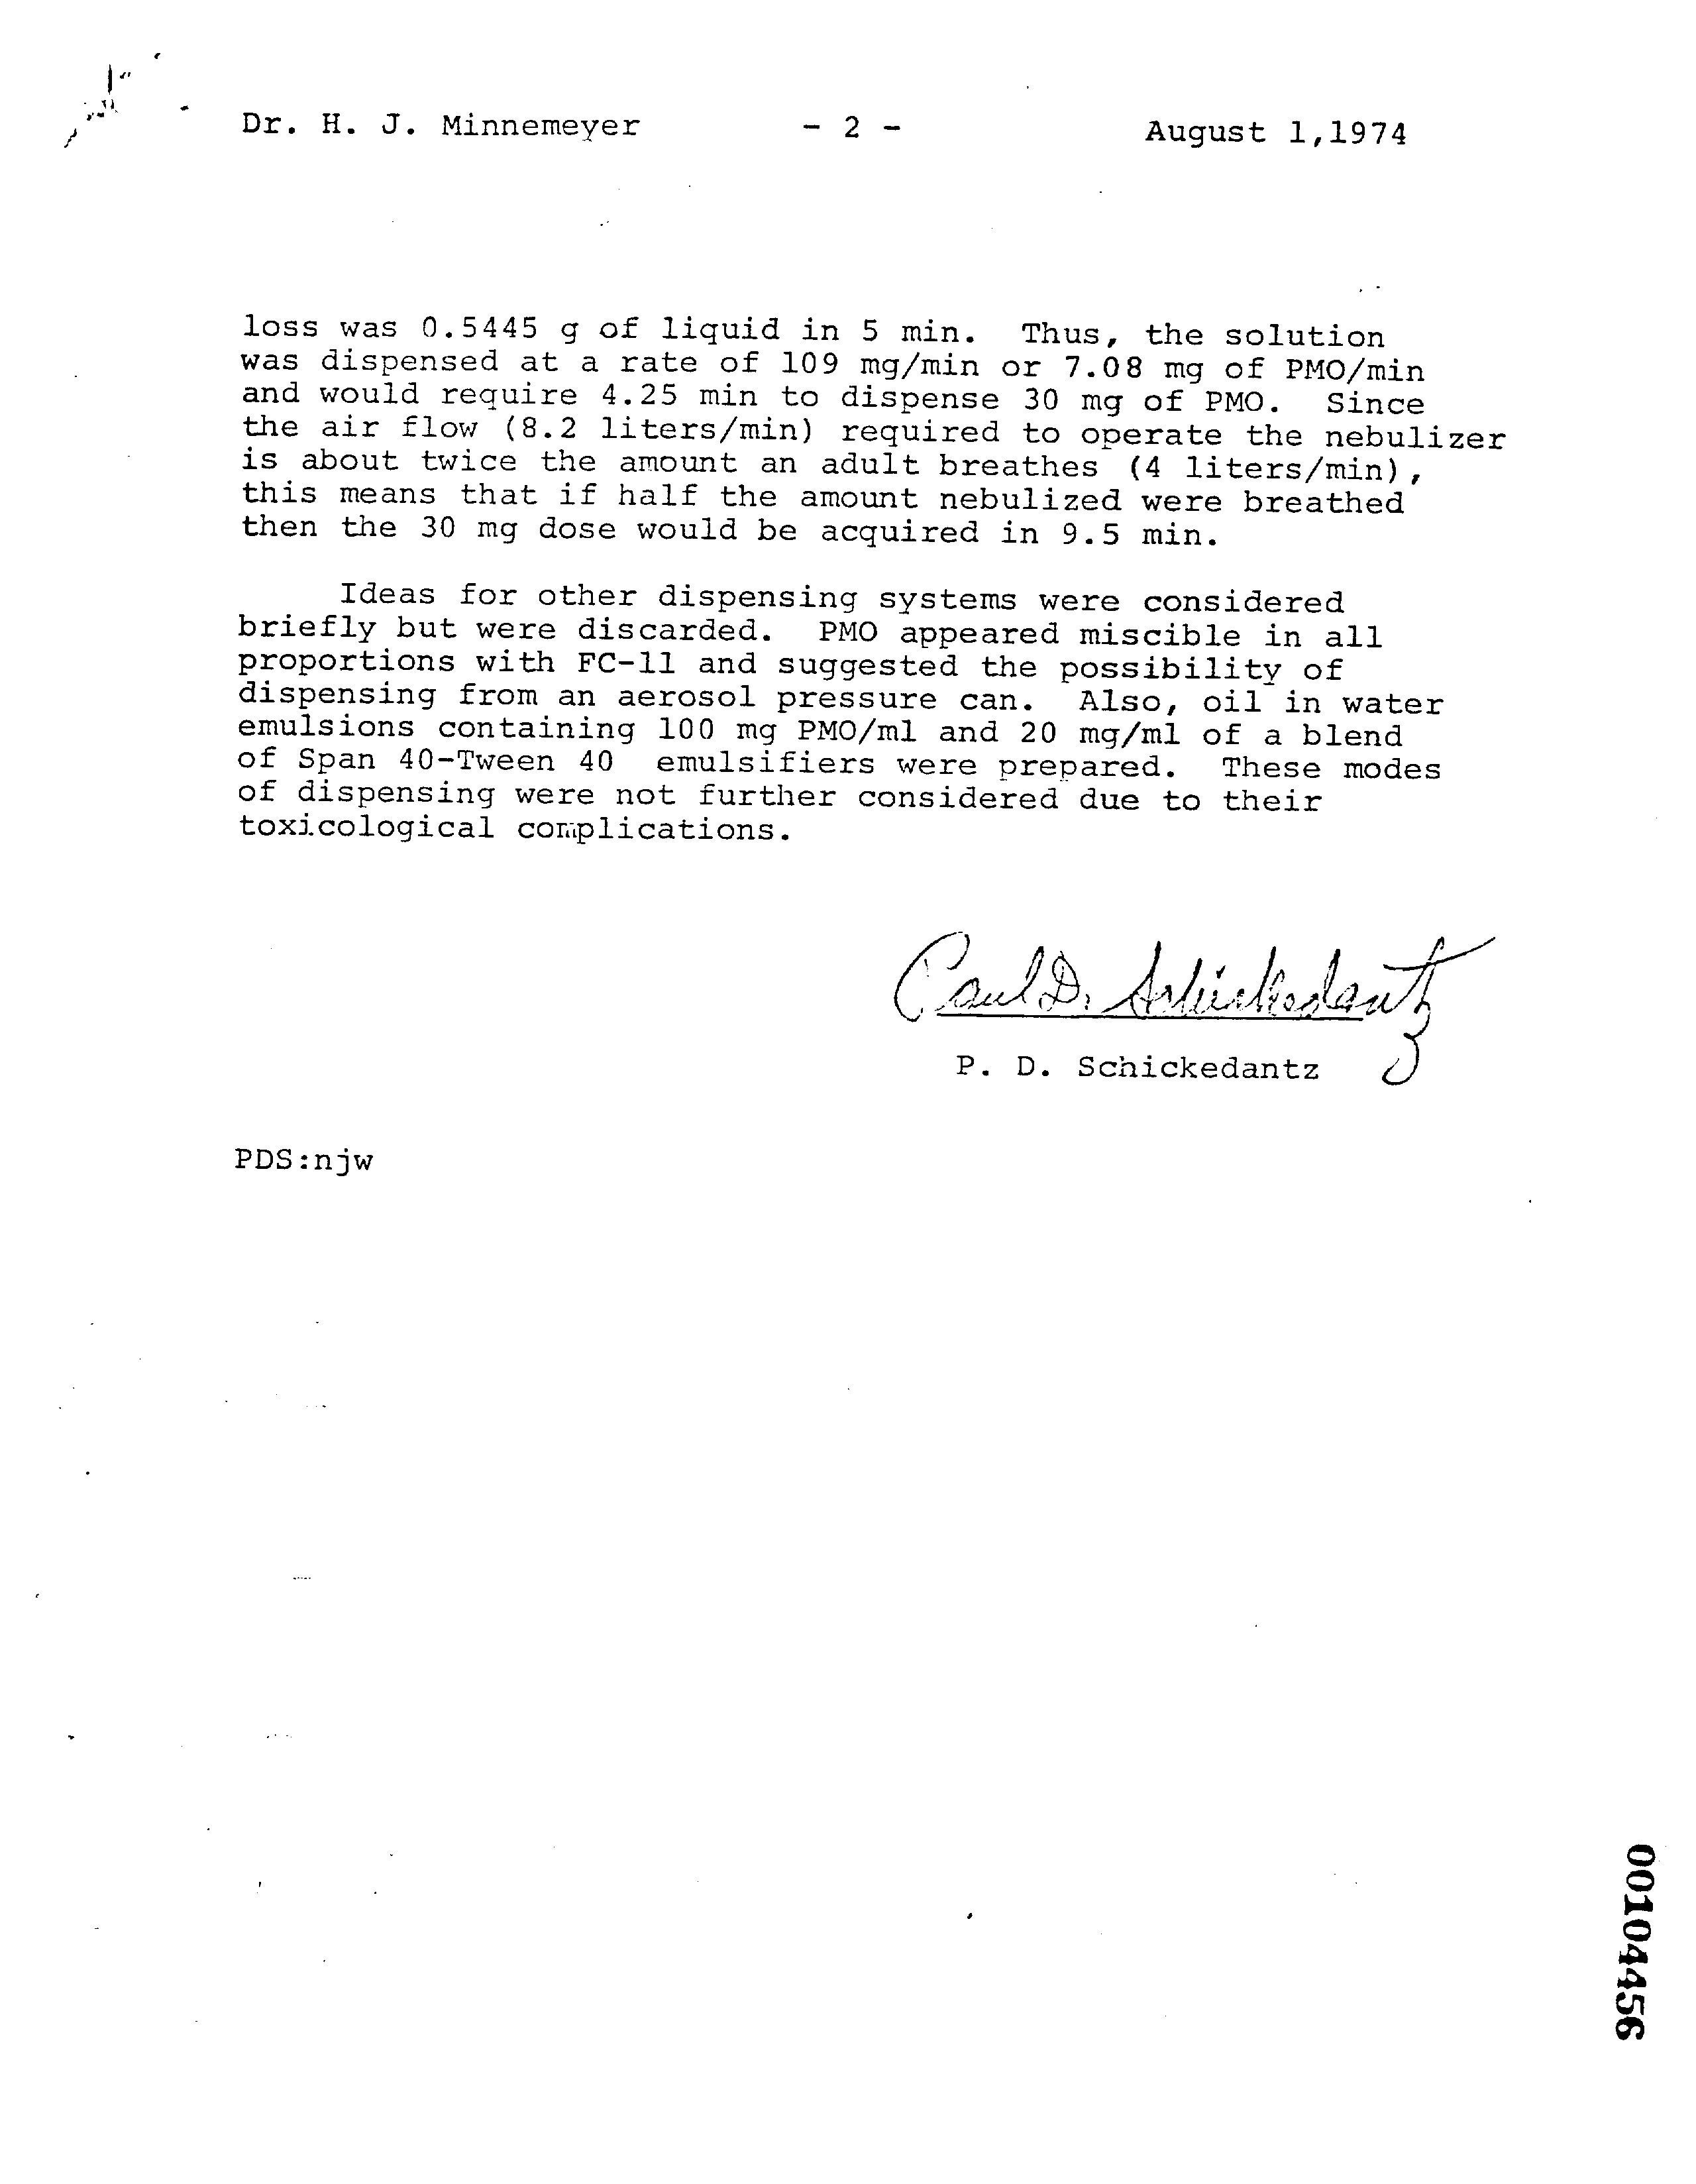 Dr. H. J. Minnemeyer - 2 - August 1,1974
loss was 0.5445 g of liquid in 5 min. Thus, the solution
was dispensed at a rate of 109 mg/min or 7.08 mg of PMO/min
and would require 4.25 min to dispense 30 mg of PMO. Since
the air flow (8.2 liters/min) required to operate the nebulizer
is about twice the amount an adult breathes (4 liters/min),
this means that if half the amount nebulized were breathed
then the 30 mg dose would be acquired in 9.5 min.
Ideas for other dispensing systems were considered
briefly but were discarded. PMO appeared miscible in all
proportions with FC-11 and suggested the possibility of
dispensing from an aerosol pressure can. Also, oil in water
emulsions containing 100 mg PMO/ml and 20 mg/ml of a blend
of Span 40-Tween 40 emulsifiers were prepared. These modes
of dispensing were not further considered due to their
toxicological complications.
Paul D. Schickedantz
P. D. Schickedantz
PDS:njw
00104456